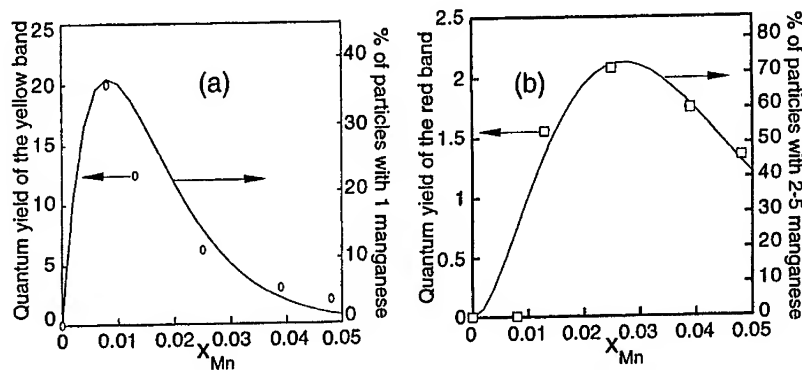 Quantum yield of the yellow band
25
20
15
10
5
0
(a)
40
30
20
10
0
% of particles with 1 manganese
0 0.01 0.02 0.03 0.04 0.05
XMn
Quantum yield of the red band
2.5
2
1.5
1
0.5
0
(b)
80
70
60
50
40
30
20
10
0
% of particles with 2-5 manganese
0 0.01 0.02 0.03 0.04 0.05
XMn